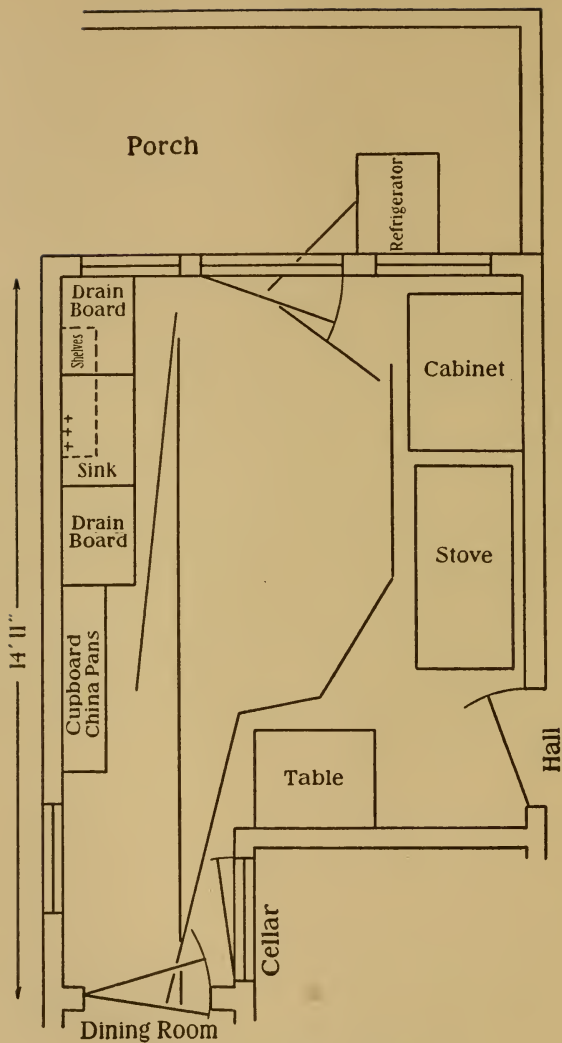 Porch
Refrigerator
Drain
Board
Shelves
+++
Sink
Drain
Board
Cabinet
Stove
14' 11"
Cupboard
China Pans
Table
Hall
Cellar
Dining Room